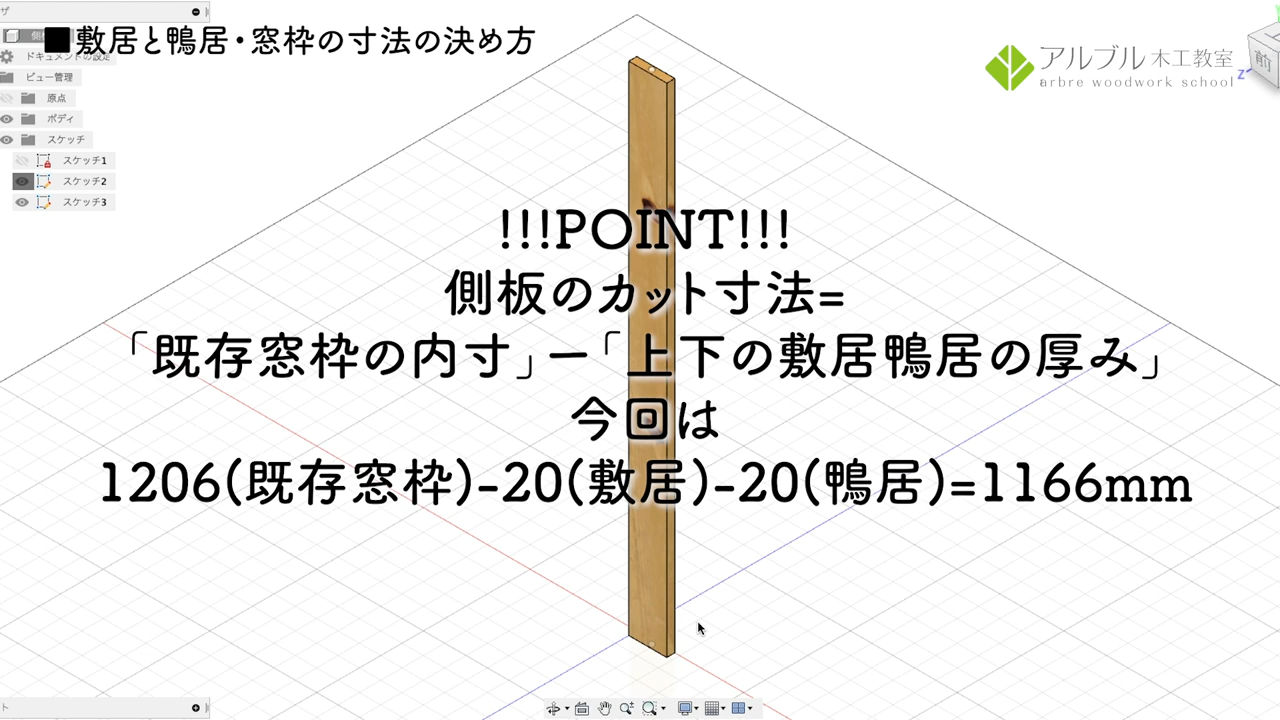 ザ
■敷居と鴨居・窓枠の寸法の決め方
ドキュメントの設定
ビュー管理
原点
ボディ
スケッチ
スケッチ1
スケッチ2
スケッチ3
アルブル木工教室
arbre woodwork school
前
Z
!!!POINT!!!
側板のカット寸法=
「既存窓枠の内寸」ー「上下の敷居鴨居の厚み」
今回は
1206(既存窓枠)-20(敷居)-20(鴨居)=1166mm
ト